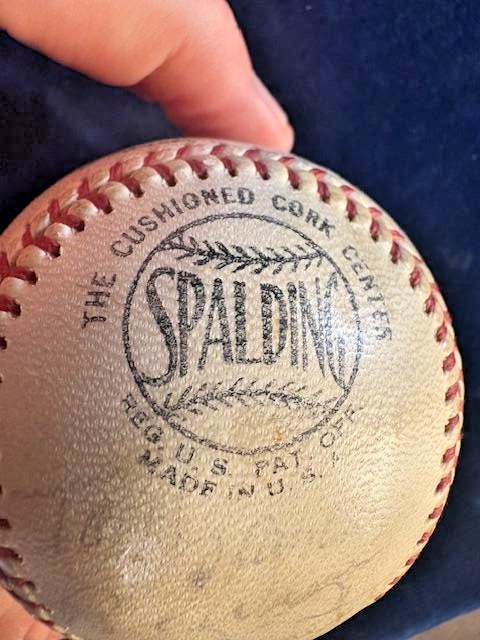 THE CUSHIONED CORK CENTER
SPALDING
REG. U. S. PAT. OFF.
MADE IN U. S. A.